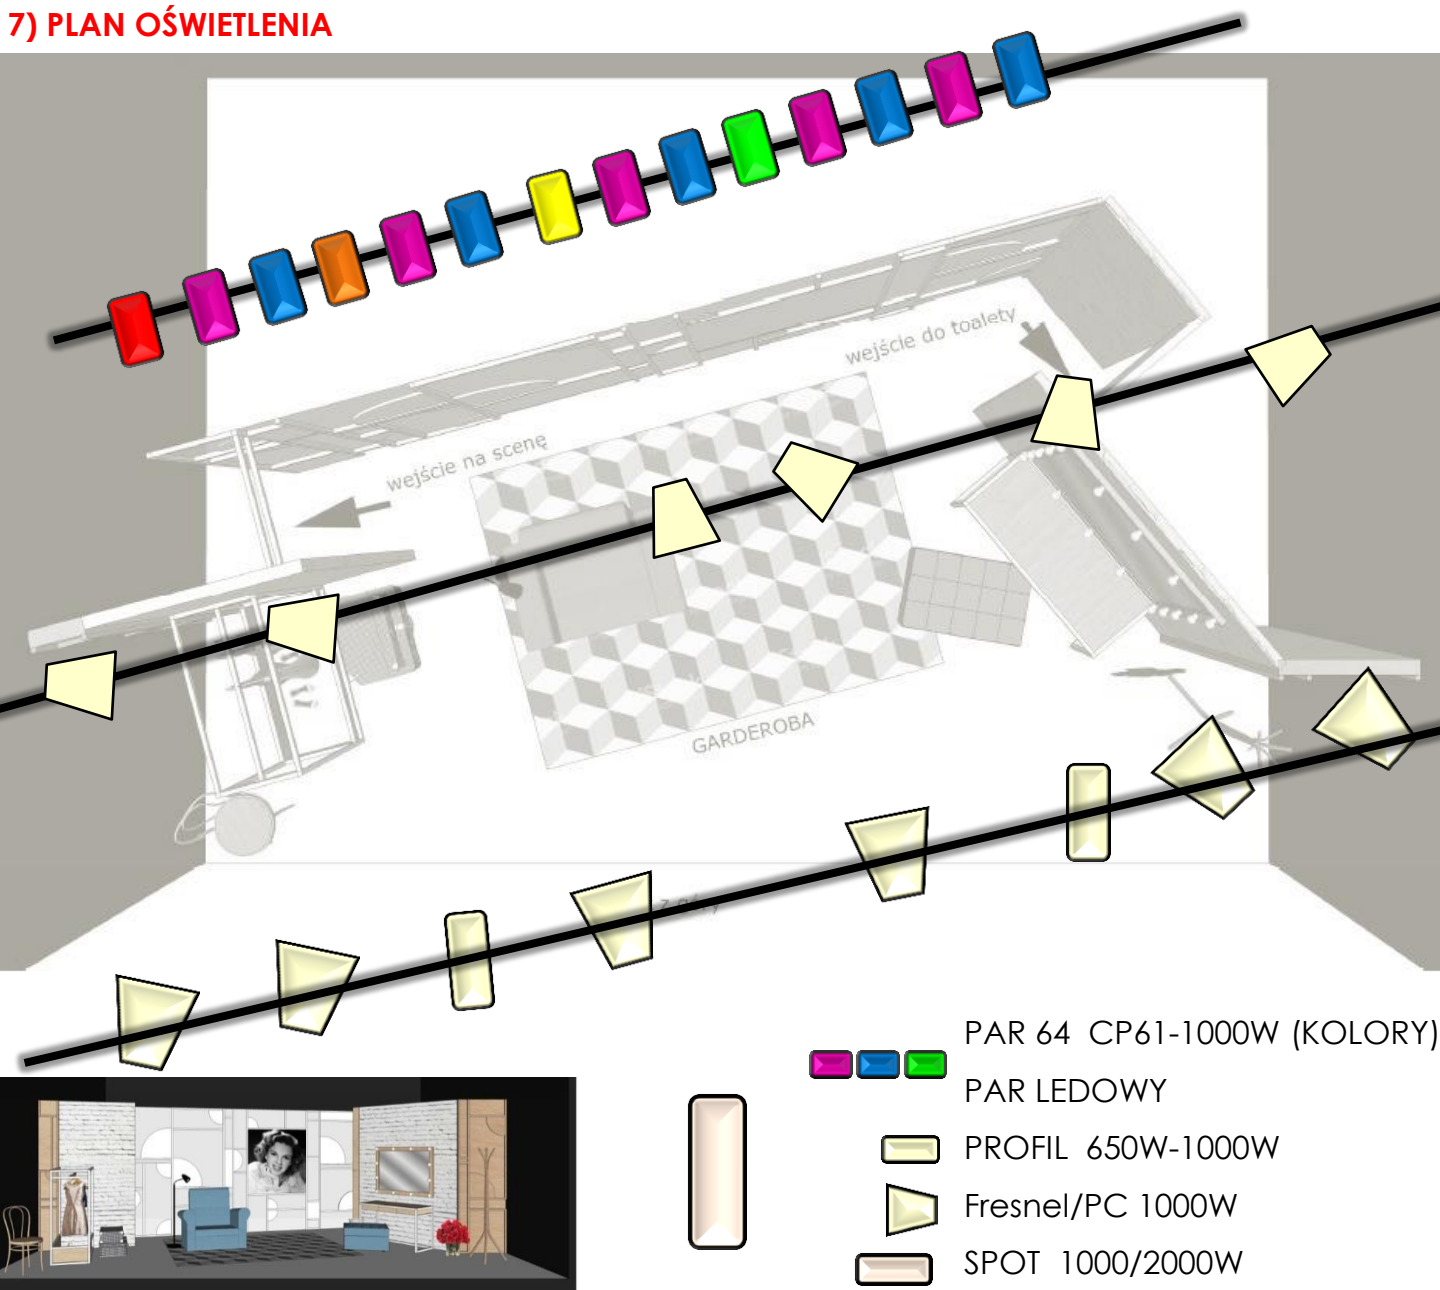 7) PLAN OŚWIETLENIA
wejście do toalety
wejście na scenę
GARDEROBA
PAR 64 CP61-1000W (KOLORY)
PAR LEDOWY
PROFIL 650W-1000W
Fresnel/PC 1000W
SPOT 1000/2000W